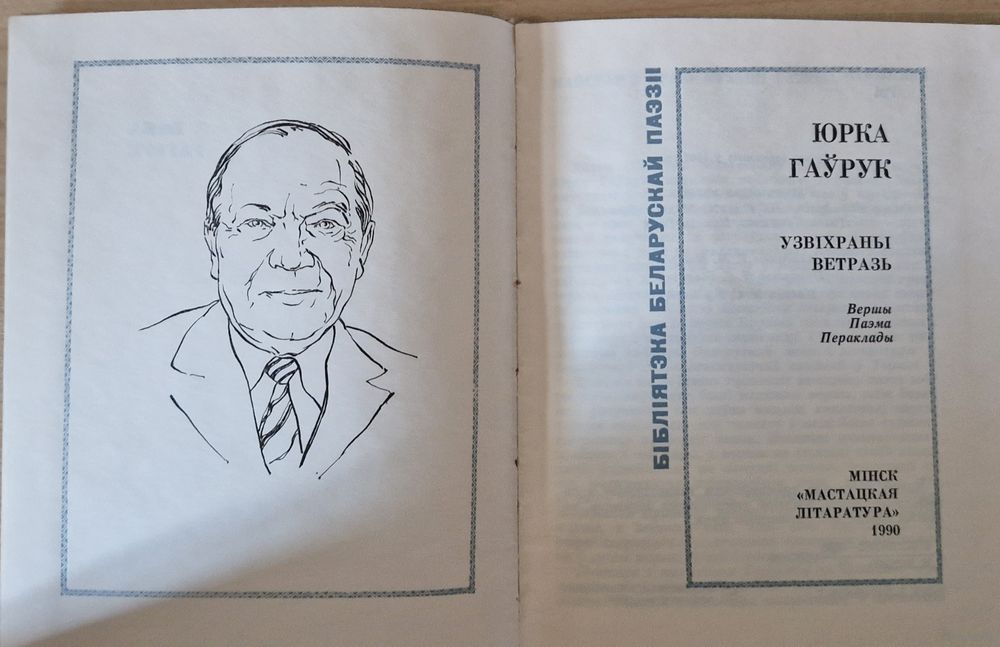 БІБЛІЯТЭКА БЕЛАРУСКАЙ ПАЭЗІІ
ЮРКА
ГАЎРУК
УЗВІХРАНЫ
ВЕТРАЗЬ
Вершы
Паэма
Пераклады
МІНСК
«МАСТАЦКАЯ
ЛІТАРАТУРА»
1990